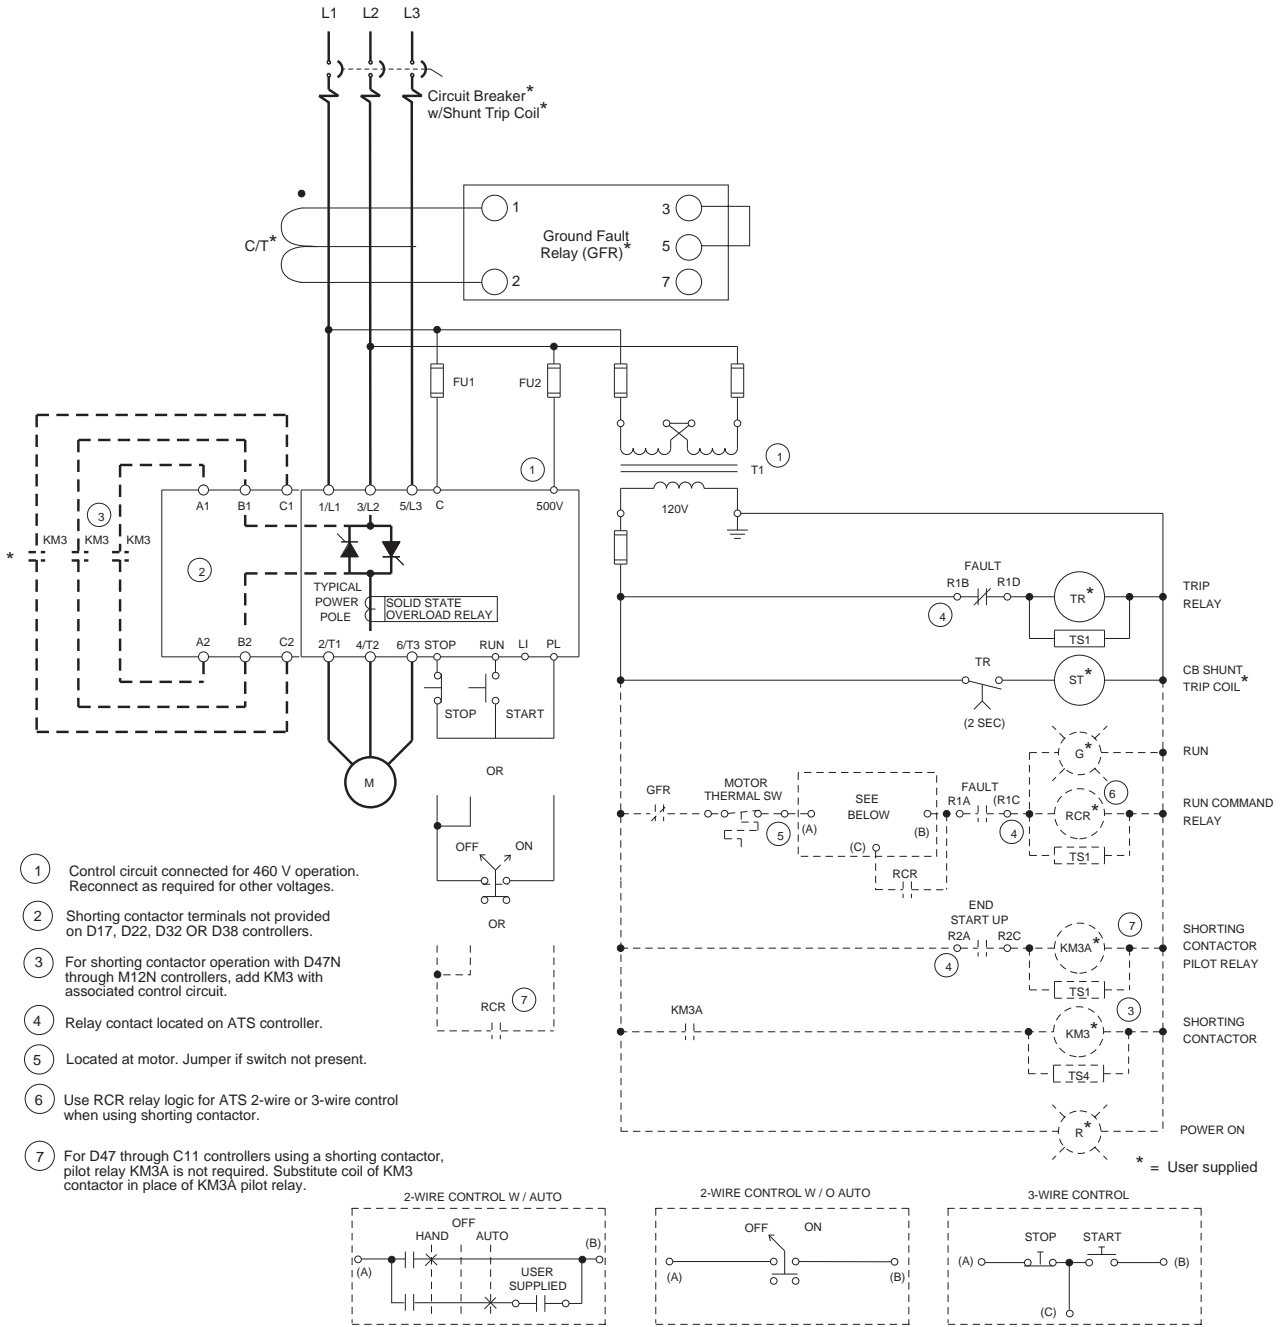 L1 L2 L3
Circuit Breaker*
w/Shunt Trip Coil*
C/T*
1
2
Ground Fault
Relay (GFR)*
3
5
7
FU1
FU2
1
T1
1
120V
A1 B1 C1
1/L1 3/L2 5/L3 C 500V
3
* KM3 KM3 KM3
2
TYPICAL
POWER
POLE
SOLID STATE
OVERLOAD RELAY
A2 B2 C2
2/T1 4/T2 6/T3 STOP RUN LI PL
STOP START
M
OR
OFF ON
OR
RCR 7
FAULT
R1B R1D
4
TR*
TS1
TRIP
RELAY
TR
(2 SEC)
ST*
CB SHUNT
TRIP COIL*
G*
RUN
6
GFR
MOTOR
THERMAL SW
5
(A)
SEE
BELOW
(B)
(C)
RCR
FAULT
R1A (R1C
4
RCR*
TS1
RUN COMMAND
RELAY
END
START UP
R2A R2C
4
7
KM3A*
TS1
SHORTING
CONTACTOR
PILOT RELAY
KM3A
3
KM3*
TS4
SHORTING
CONTACTOR
R*
POWER ON
* = User supplied
1 Control circuit connected for 460 V operation.
Reconnect as required for other voltages.
2 Shorting contactor terminals not provided
on D17, D22, D32 OR D38 controllers.
3 For shorting contactor operation with D47N
through M12N controllers, add KM3 with
associated control circuit.
4 Relay contact located on ATS controller.
5 Located at motor. Jumper if switch not present.
6 Use RCR relay logic for ATS 2-wire or 3-wire control
when using shorting contactor.
7 For D47 through C11 controllers using a shorting contactor,
pilot relay KM3A is not required. Substitute coil of KM3
contactor in place of KM3A pilot relay.
2-WIRE CONTROL W / AUTO
OFF
HAND AUTO
(A)
(B)
USER
SUPPLIED
2-WIRE CONTROL W / O AUTO
OFF ON
(A) (B)
3-WIRE CONTROL
STOP START
(A) (B)
(C)